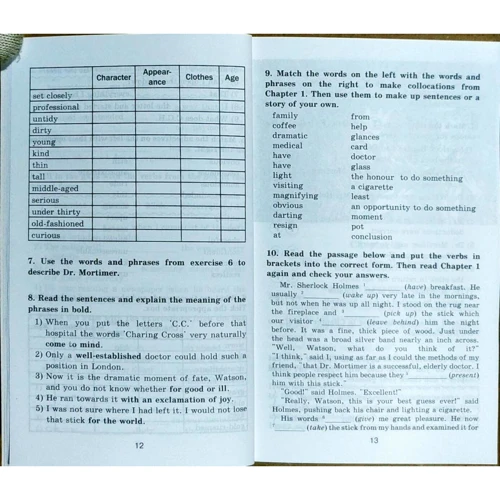 Character Appear-ance Clothes Age
set closely
professional
untidy
dirty
young
kind
thin
tall
middle-aged
serious
under thirty
old-fashioned
curious
7. Use the words and phrases from exercise 6 to
describe Dr. Mortimer.
8. Read the sentences and explain the meaning of the
phrases in bold.
1) When you put the letters 'C.C.' before that
hospital the words 'Charing Cross' very naturally
come to mind.
2) Only a well-established doctor could hold such a
position in London.
3) Now it is the dramatic moment of fate, Watson,
and you do not know whether for good or ill.
4) He ran towards it with an exclamation of joy.
5) I was not sure where I had left it. I would not lose
that stick for the world.
12
9. Match the words on the left with the words and
phrases on the right to make collocations from
Chapter 1. Then use them to make up sentences or a
story of your own.
family from
coffee help
dramatic glances
medical card
have doctor
have glass
light the honour to do something
visiting a cigarette
magnifying least
obvious an opportunity to do something
darting moment
resign pot
at conclusion
10. Read the passage below and put the verbs in
brackets into the correct form. Then read Chapter 1
again and check your answers.
Mr. Sherlock Holmes 1______ (have) breakfast. He
usually 2______ (wake up) very late in the mornings,
but not when he was up all night. I stood on the rug near
the fireplace and 3______ (pick up) the stick which
our visitor 4______ (leave behind) him the night
before. It was a fine, thick piece of wood. Just under
the head was a broad silver band nearly an inch across.
"Well, Watson, what do you think of it?"
"I think," said I, using as far as I could the methods of my
friend, "that Dr. Mortimer is a successful, elderly doctor. I
think people respect him because they 5______ (present)
him with this stick."
"Good!" said Holmes. "Excellent!"
"Really, Watson, this is your best guess ever!" said
Holmes, pushing back his chair and lighting a cigarette.
His words 6______ (give) me great pleasure. He now
7______ (take) the stick from my hands and examined it for
13